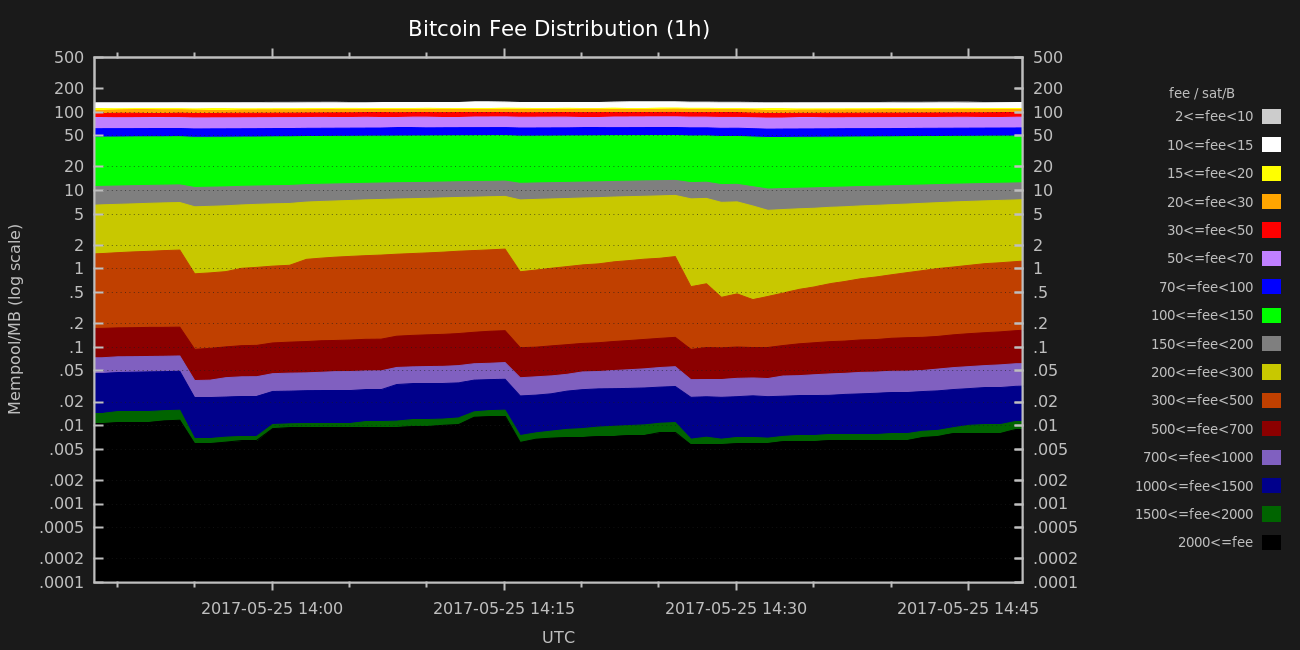 Bitcoin Fee Distribution (1h)
500
200
100
50
20
10
5
2
1
.5
.2
.1
.05
.02
.01
.005
.002
.001
.0005
.0002
.0001
Mempool/MB (log scale)
500
200
100
50
20
10
5
2
1
.5
.2
.1
.05
.02
.01
.005
.002
.001
.0005
.0002
.0001
2017-05-25 14:00
2017-05-25 14:15
2017-05-25 14:30
2017-05-25 14:45
UTC
fee / sat/B
2<=fee<10
10<=fee<15
15<=fee<20
20<=fee<30
30<=fee<50
50<=fee<70
70<=fee<100
100<=fee<150
150<=fee<200
200<=fee<300
300<=fee<500
500<=fee<700
700<=fee<1000
1000<=fee<1500
1500<=fee<2000
2000<=fee